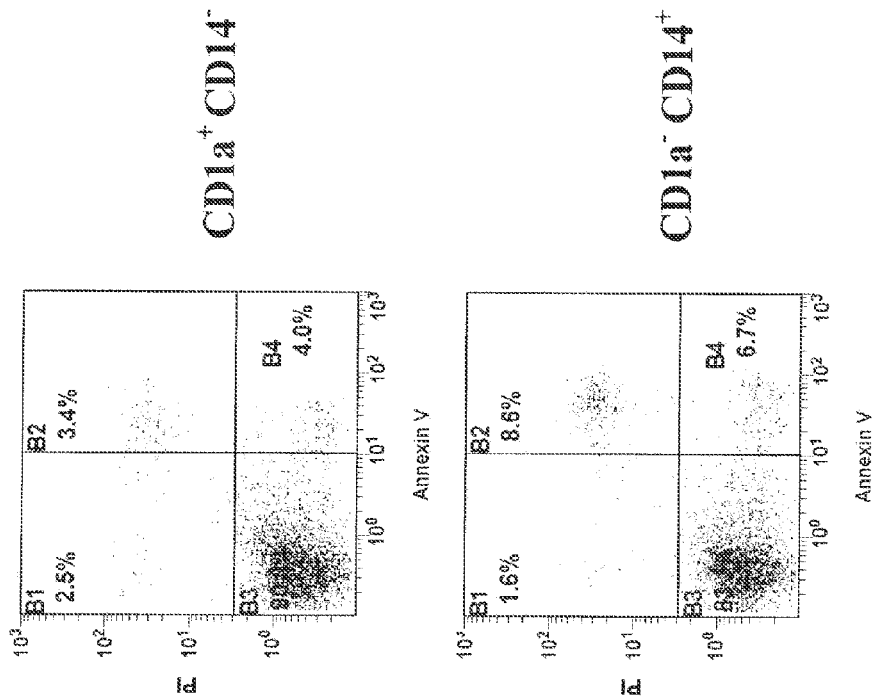 CD1a⁺ CD14⁻
10³
10²
10¹
10⁰
PI
B1
2.5%
B2
3.4%
B3
B4
4.0%
10⁰
10¹
10²
10³
Annexin V
CD1a⁻ CD14⁺
10³
10²
10¹
10⁰
PI
B1
1.6%
B2
8.6%
B3
B4
6.7%
10⁰
10¹
10²
10³
Annexin V